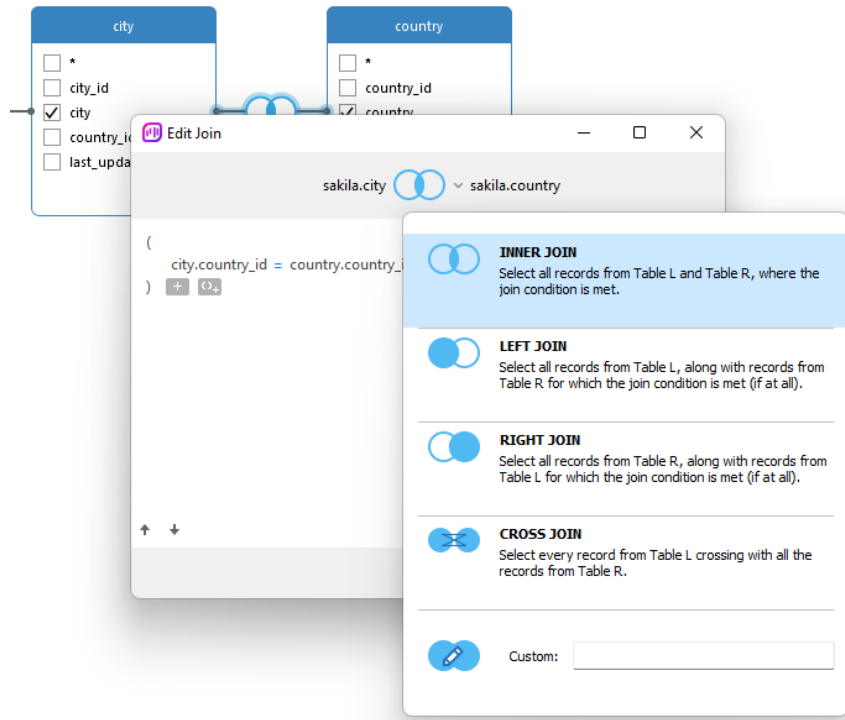 city
country
*
*
city_id
country_id
city
country
country_i
last_upda
Edit Join
sakila.city
sakila.country
(
city.country_id = country.country_i
)
INNER JOIN
Select all records from Table L and Table R, where the
join condition is met.
LEFT JOIN
Select all records from Table L, along with records from
Table R for which the join condition is met (if at all).
RIGHT JOIN
Select all records from Table R, along with records from
Table L for which the join condition is met (if at all).
CROSS JOIN
Select every record from Table L crossing with all the
records from Table R.
Custom: